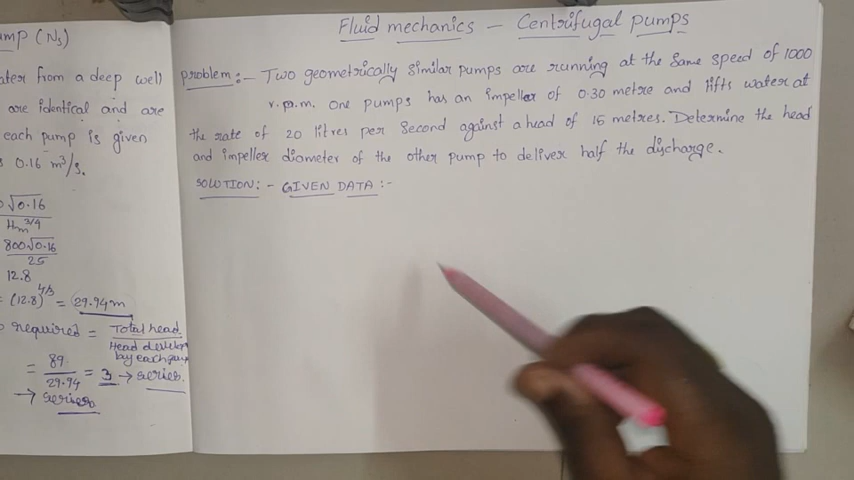 ump (Ns)
ater from a deep well
are identical and are
each pump is given
0.16 m³/s.
√0.16
Hm^3/4
800√0.16
25
12.8
= (12.8)^4/3 = 29.94m
required = Total head
Head develop
by each pu
= 89 / 29.94 = 3 → series.
→ series
Fluid mechanics - Centrifugal pumps
problem:- Two geometrically similar pumps are running at the same speed of 1000
r.p.m. One pumps has an impeller of 0.30 metre and lifts water at
the rate of 20 litres per second against a head of 15 metres. Determine the head
and impeller diameter of the other pump to deliver half the discharge.
SOLUTION:- GIVEN DATA:-